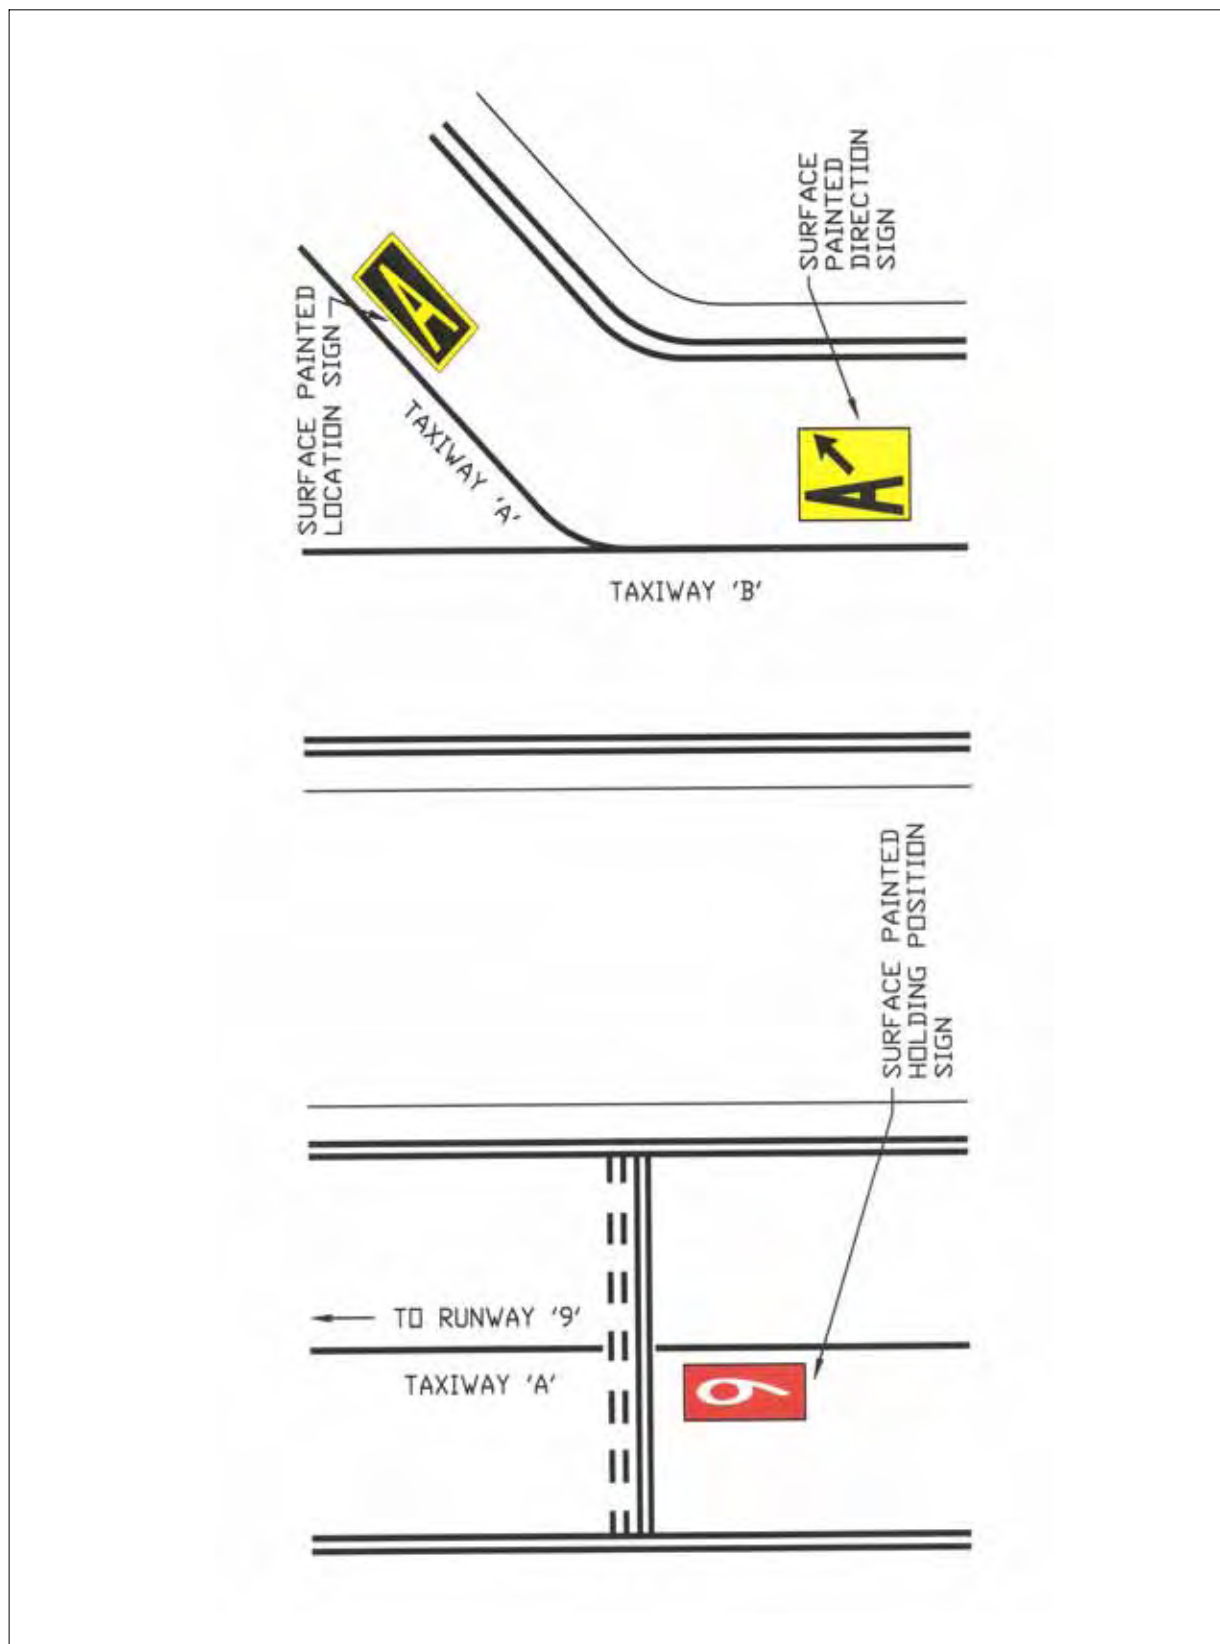 SURFACE PAINTED
LOCATION SIGN
A
TAXIWAY 'A'
SURFACE
PAINTED
DIRECTION
SIGN
A
TAXIWAY 'B'
SURFACE PAINTED
HOLDING POSITION
SIGN
TO RUNWAY '9'
TAXIWAY 'A'
9